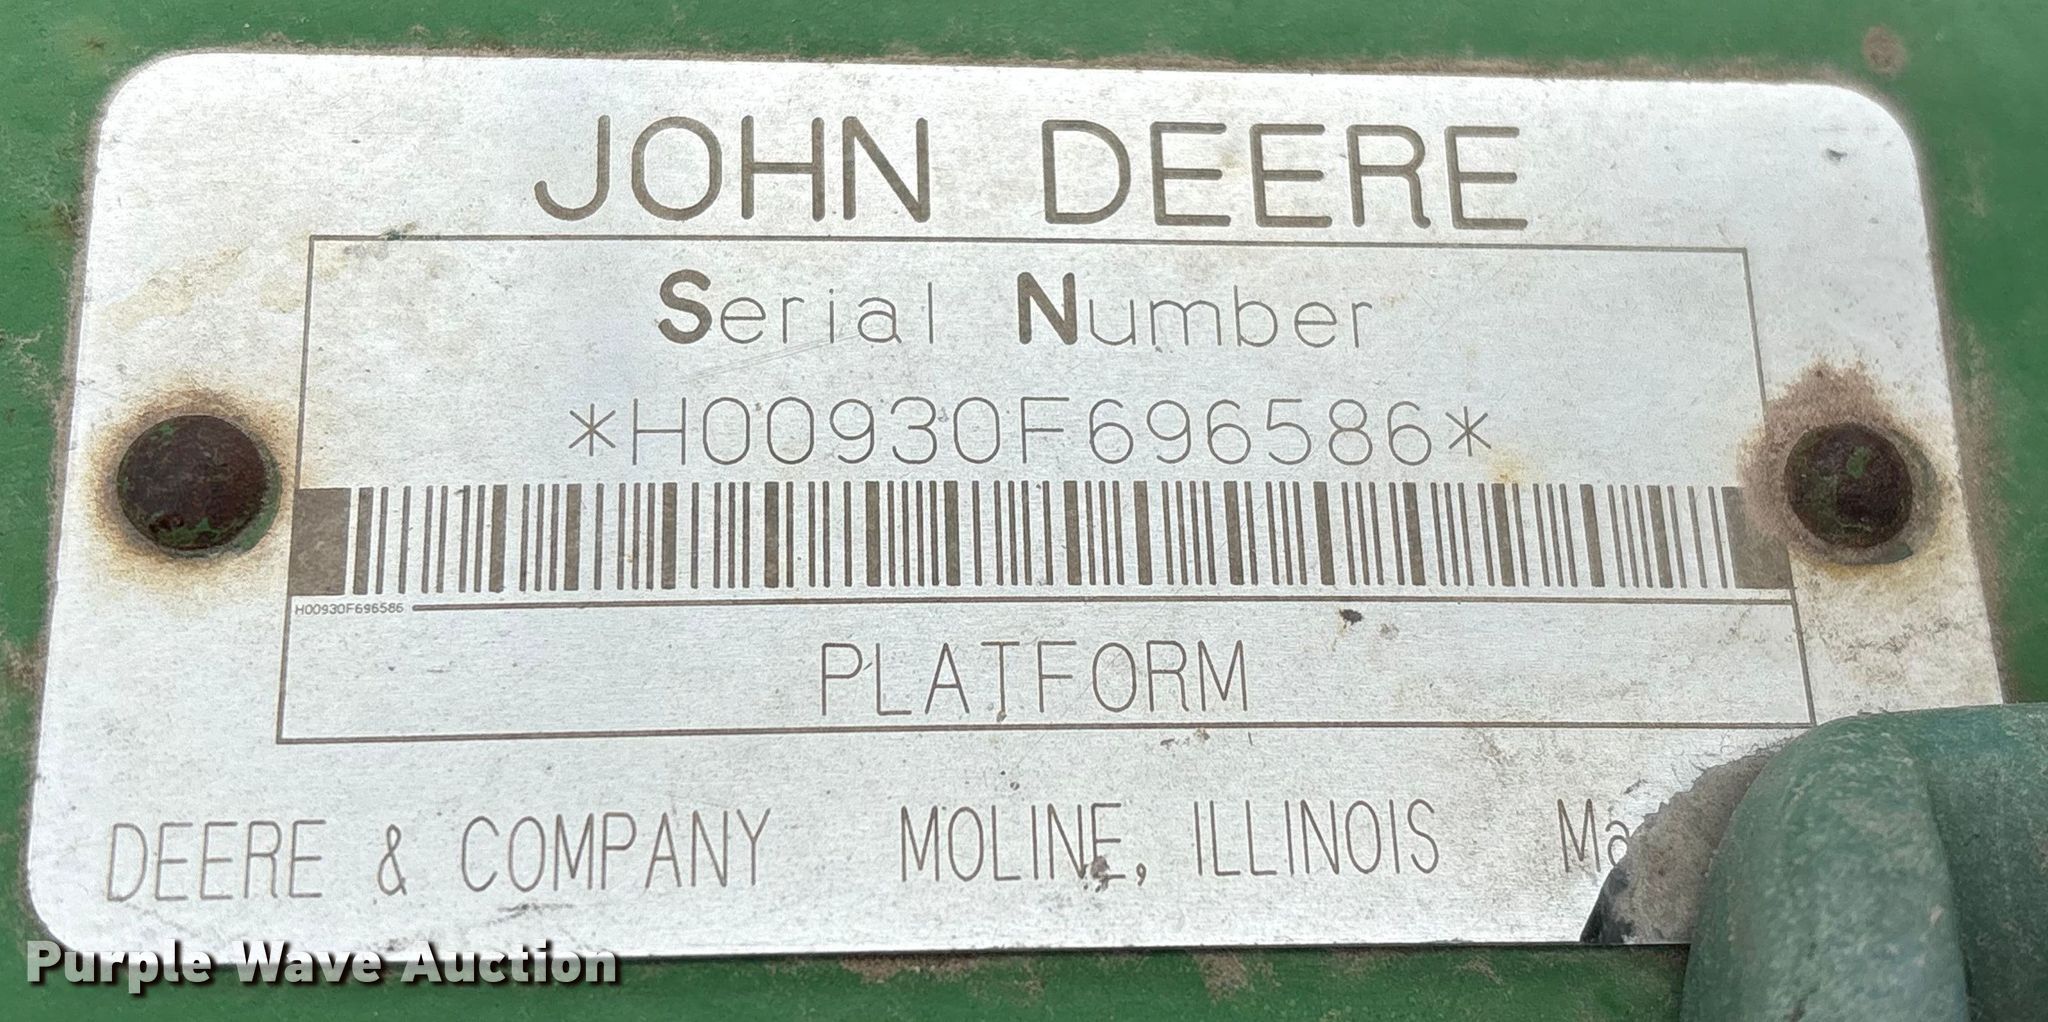 JOHN DEERE
Serial Number
*H00930F696586*
H00930F696586
PLATFORM
DEERE & COMPANY MOLINE, ILLINOIS
Purple Wave Auction